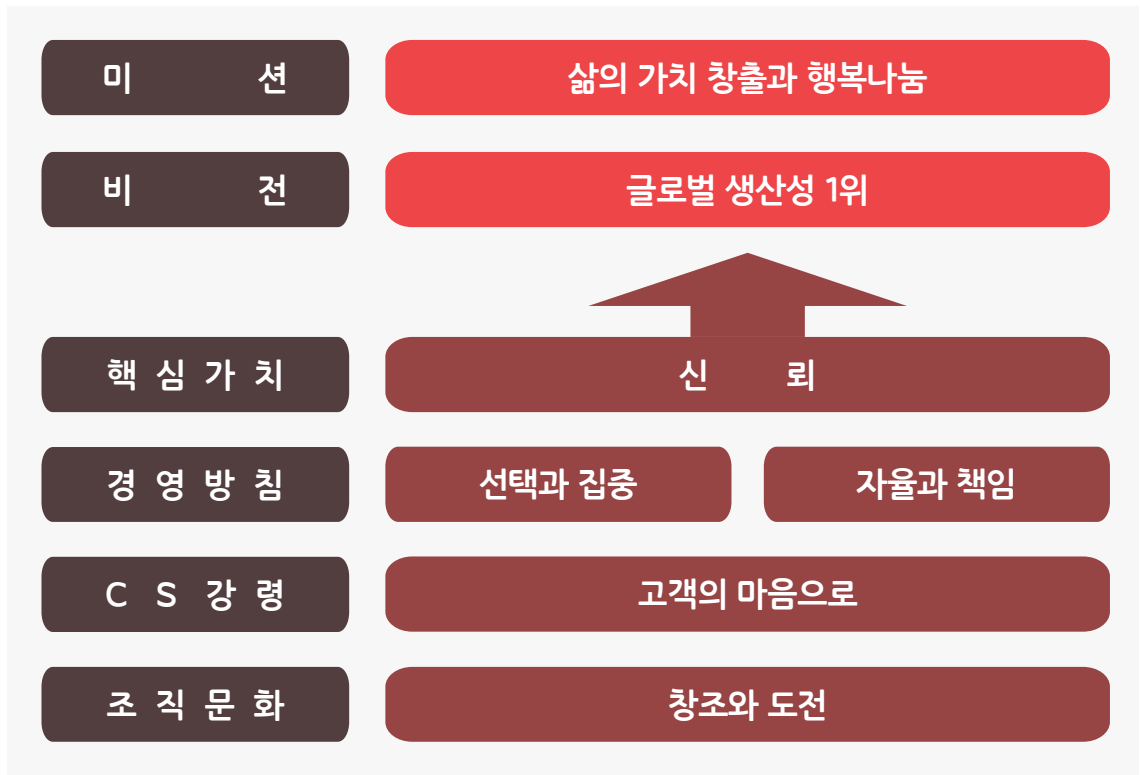 미 션 삶의 가치 창출과 행복나눔
비 전 글로벌 생산성 1위
핵 심 가 치 신 뢰
경 영 방 침 선택과 집중 자율과 책임
C S 강 령 고객의 마음으로
조 직 문 화 창조와 도전